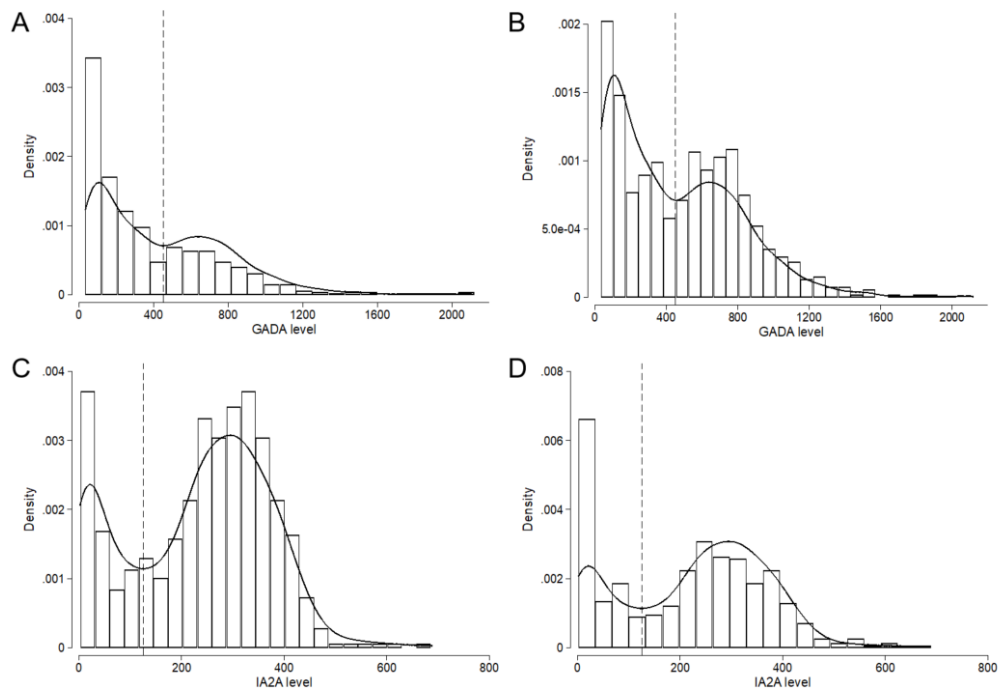 A
Density
.004
.003
.002
.001
0
0 400 800 1200 1600 2000
GADA level
B
Density
.002
.0015
.001
5.0e-04
0
0 400 800 1200 1600 2000
GADA level
C
Density
.004
.003
.002
.001
0
0 200 400 600 800
IA2A level
D
Density
.008
.006
.004
.002
0
0 200 400 600 800
IA2A level